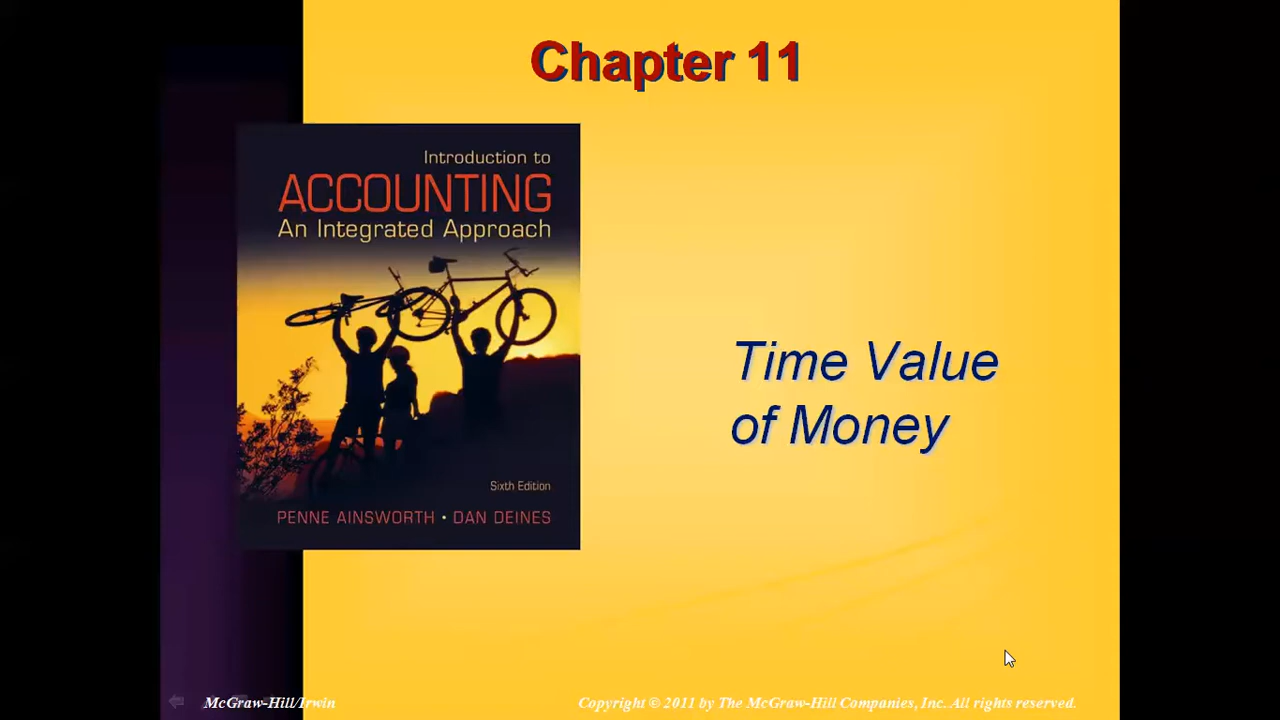 Chapter 11
Introduction to
ACCOUNTING
An Integrated Approach
Sixth Edition
PENNE AINSWORTH • DAN DEINES
Time Value
of Money
McGraw-Hill/Irwin
Copyright © 2011 by The McGraw-Hill Companies, Inc. All rights reserved.